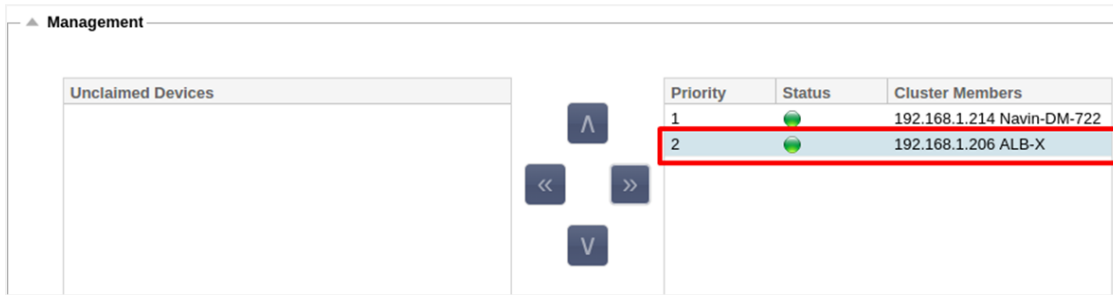 Management
Unclaimed Devices
Priority Status Cluster Members
1 192.168.1.214 Navin-DM-722
2 192.168.1.206 ALB-X